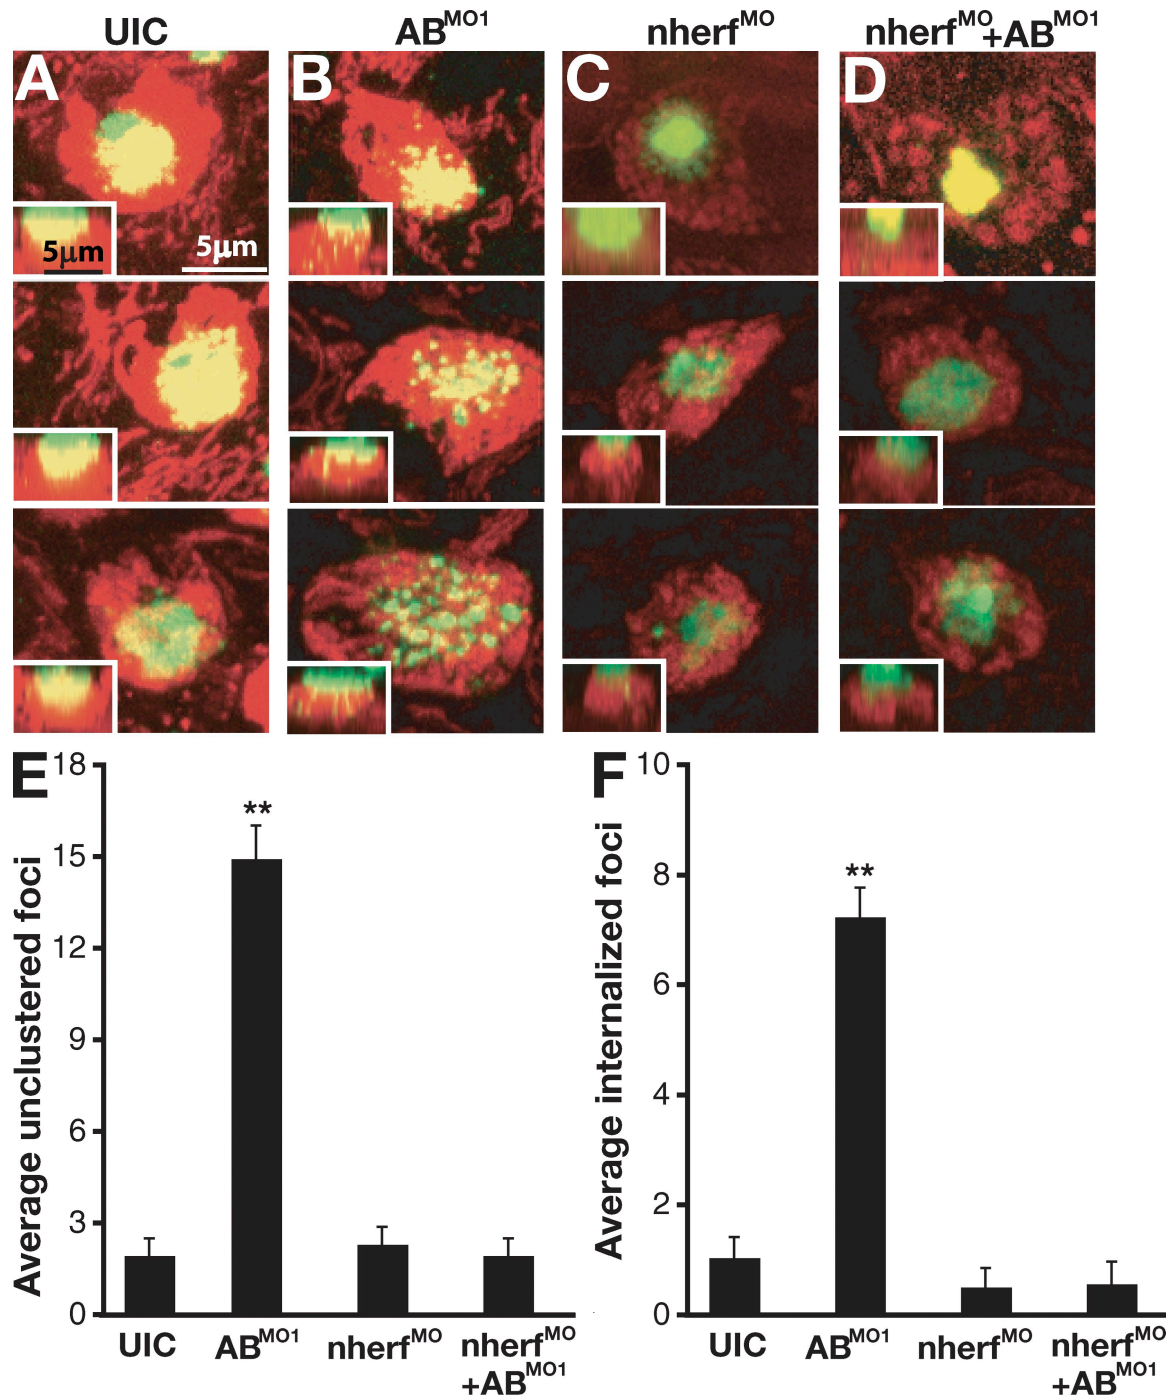 UIC AB^MO1 nherf^MO nherf^MO+AB^MO1
A B C D
5µm 5µm
E 18 F 10
**
15
**
8
12
6
9
4
6
2
3
0 0
Average unclustered foci
Average internalized foci
UIC AB^MO1 nherf^MO nherf^MO UIC AB^MO1 nherf^MO nherf^MO
+AB^MO1 +AB^MO1